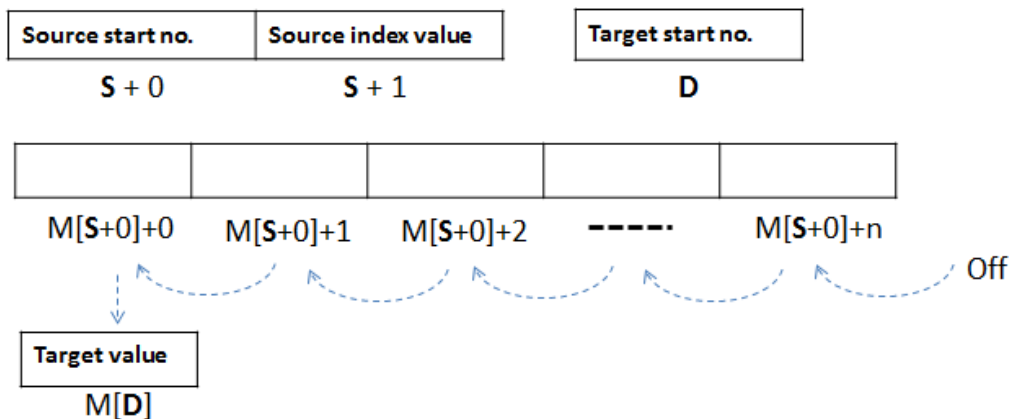 Source start no. Source index value Target start no.
S + 0 S + 1 D
M[S+0]+0 M[S+0]+1 M[S+0]+2 ----- M[S+0]+n
Off
Target value
M[D]